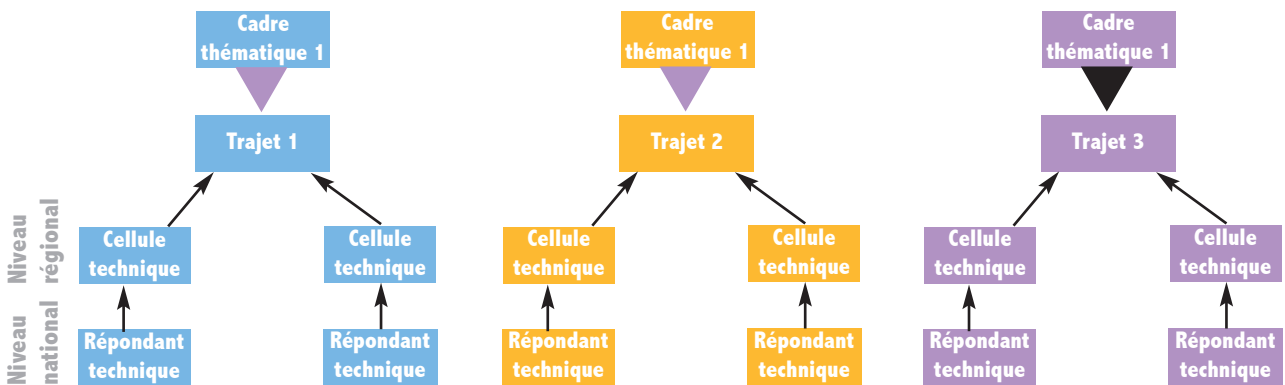 Cadre
thématique 1
Cadre
thématique 1
Cadre
thématique 1
Trajet 1
Trajet 2
Trajet 3
Niveau
régional
Cellule
technique
Cellule
technique
Cellule
technique
Cellule
technique
Cellule
technique
Cellule
technique
Niveau
national
Répondant
technique
Répondant
technique
Répondant
technique
Répondant
technique
Répondant
technique
Répondant
technique